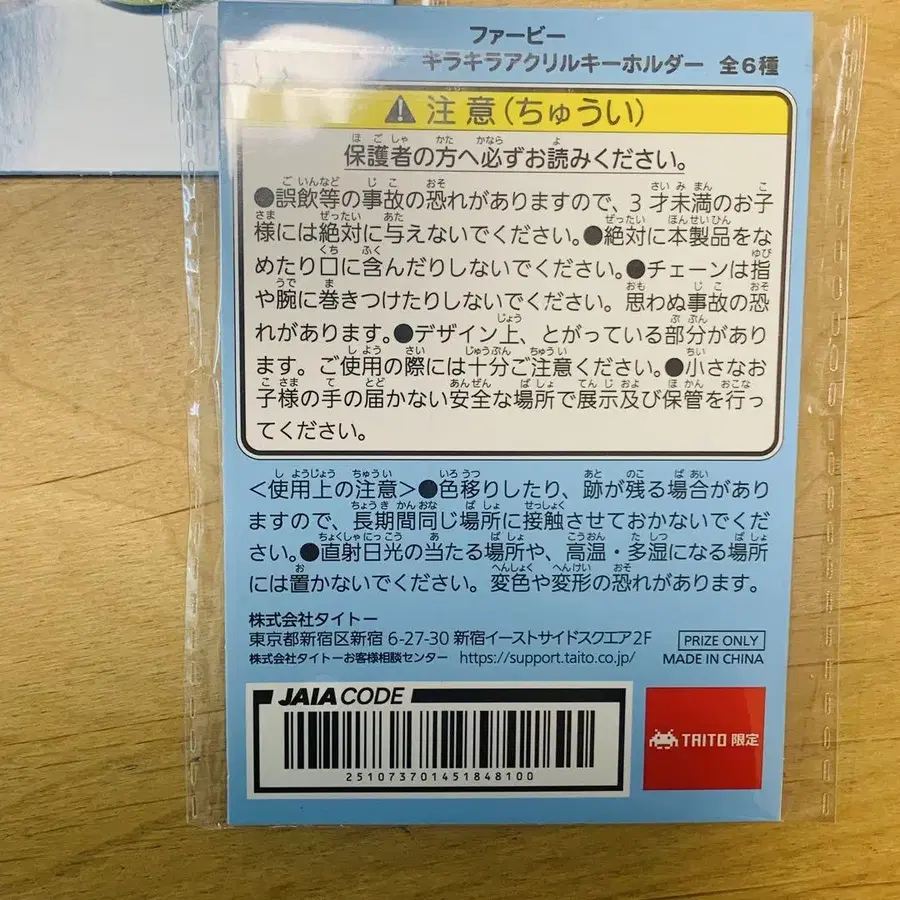 ファービー
キラキラアクリルキーホルダー 全6種
注意(ちゅうい)
保護者の方へ必ずお読みください。
●誤飲等の事故の恐れがありますので、3才未満のお子
様には絶対に与えないでください。●絶対に本製品をな
めたり口に含んだりしないでください。●チェーンは指
や腕に巻きつけたりしないでください。思わぬ事故の恐
れがあります。●デザイン上、とがっている部分があり
ます。ご使用の際には十分ご注意ください。●小さなお
子様の手の届かない安全な場所で展示及び保管を行っ
てください。
<使用上の注意>●色移りしたり、跡が残る場合があり
ますので、長期間同じ場所に接触させておかないでくだ
さい。●直射日光の当たる場所や、高温・多湿になる場所
には置かないでください。変色や変形の恐れがあります。
株式会社タイトー
東京都新宿区新宿 6-27-30 新宿イーストサイドスクエア2F
株式会社タイトーお客様相談センター https://support.taito.co.jp/
PRIZE ONLY
MADE IN CHINA
JAIA CODE
251073701451848100
TAITO 限定